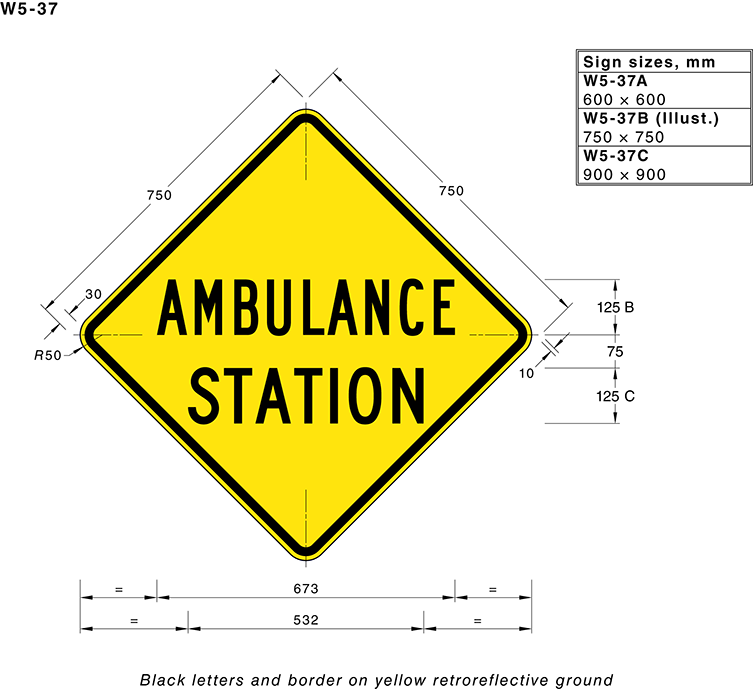 W5-37
Sign sizes, mm
W5-37A
600 × 600
W5-37B (Illust.)
750 × 750
W5-37C
900 × 900
750
750
30
AMBULANCE
125 B
R50
75
10
STATION
125 C
= 673 =
= 532 =
Black letters and border on yellow retroreflective ground